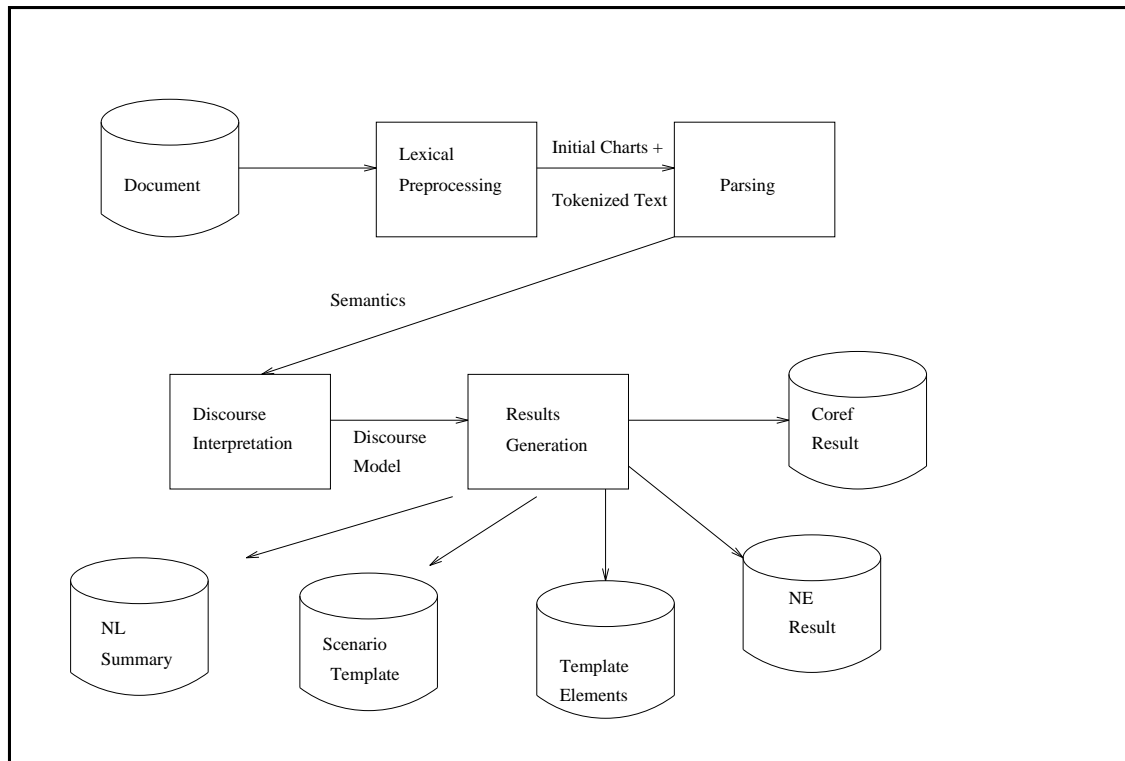 Document
Lexical
Preprocessing
Initial Charts +
Tokenized Text
Parsing
Semantics
Discourse
Interpretation
Discourse
Model
Results
Generation
Coref
Result
NL
Summary
Scenario
Template
Template
Elements
NE
Result